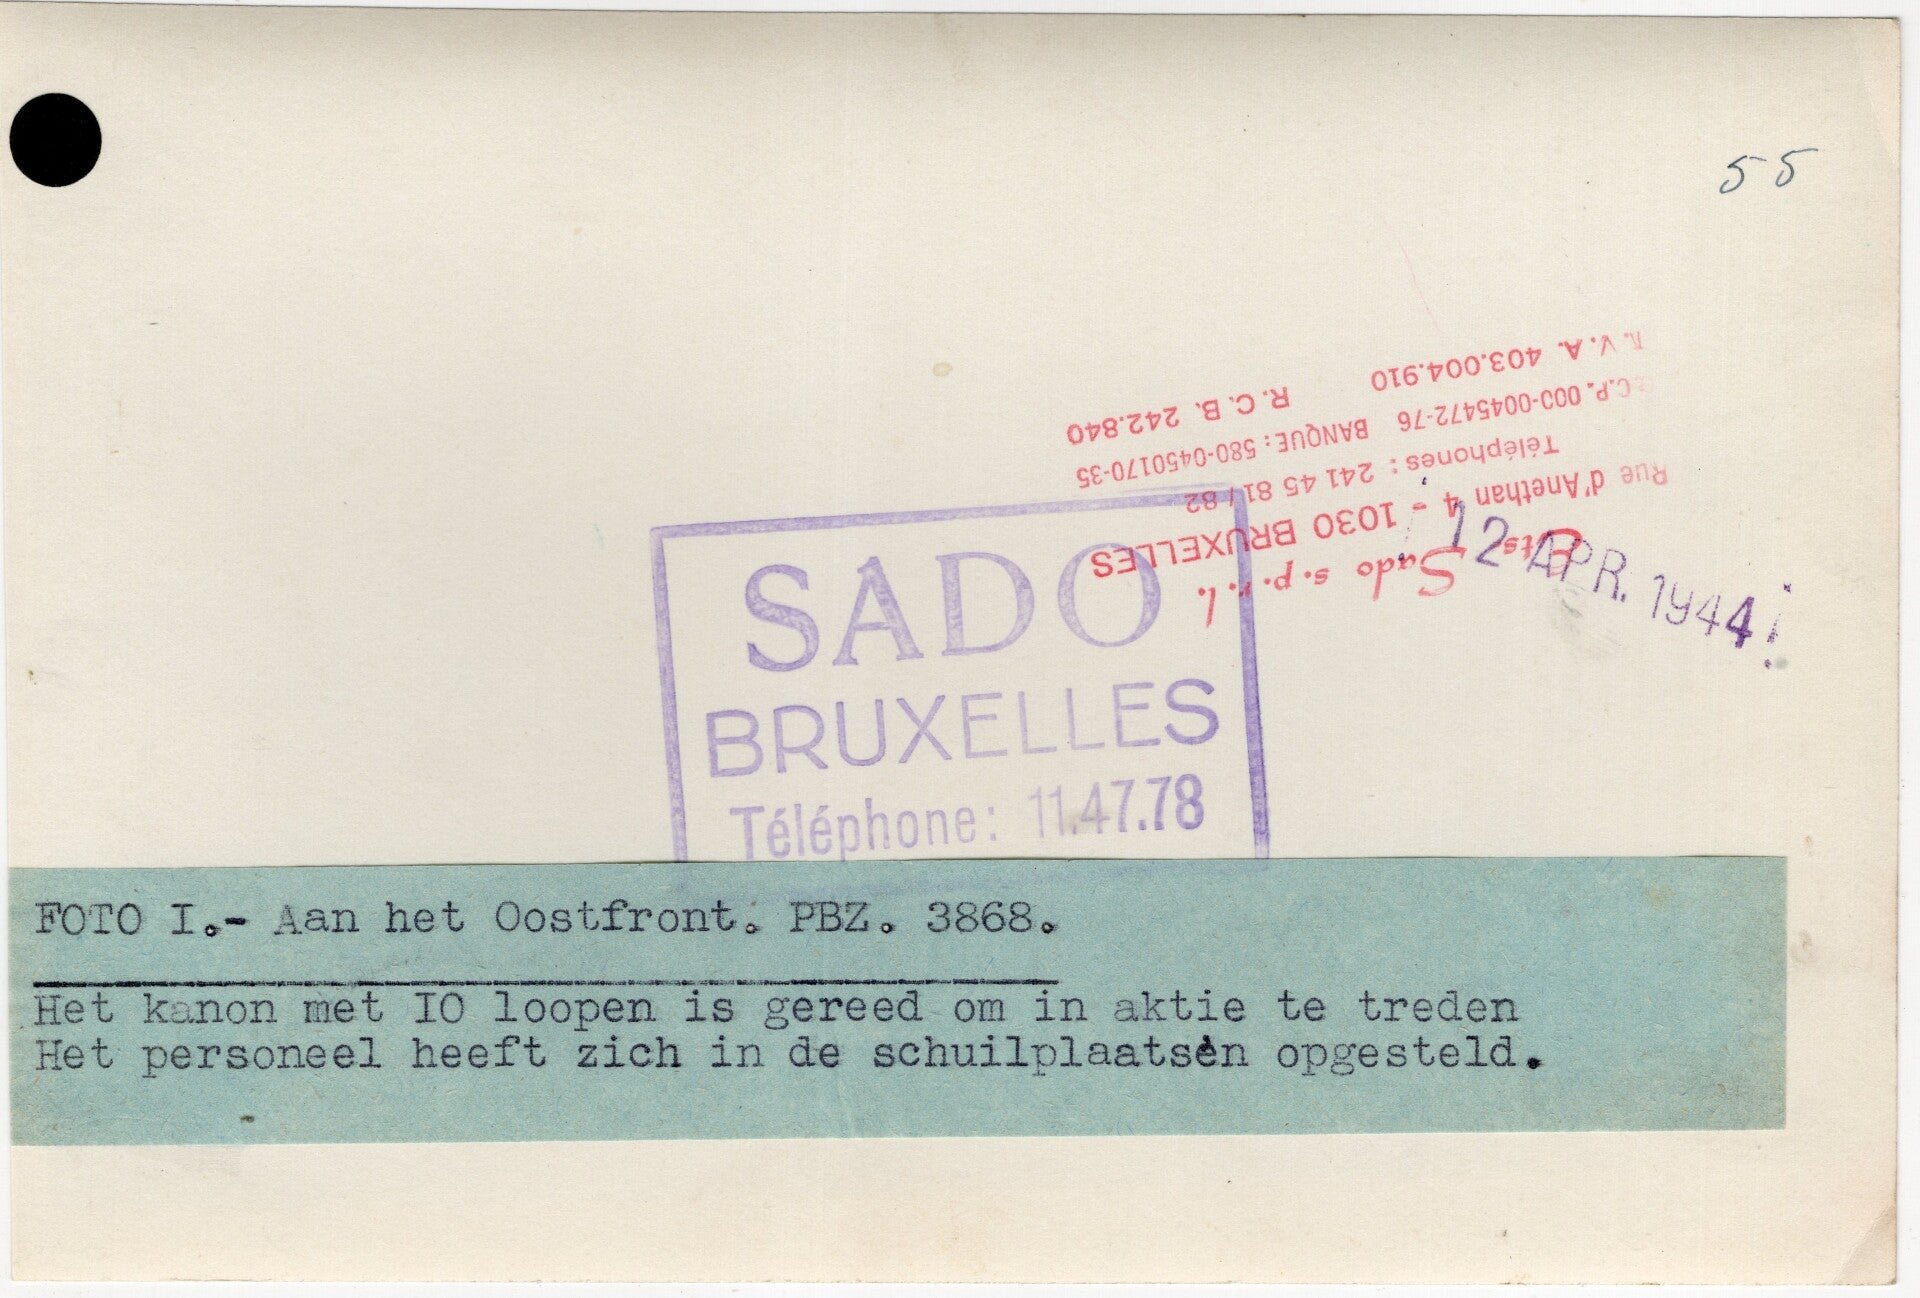 55
Ets Sado s.p.r.l.
Rue d'Anethan 4 - 1030 BRUXELLES
Téléphones : 241 45 81 / 82
C.C.P. 000-0045472-76 BANQUE : 580-0450170-35
T.V.A. 403.004.910 R.C.B. 242.840
12 APR. 1944
SADO
BRUXELLES
Téléphone: 11.47.78
FOTO I.- Aan het Oostfront. PBZ. 3868.
Het kanon met IO loopen is gereed om in aktie te treden
Het personeel heeft zich in de schuilplaatsen opgesteld.